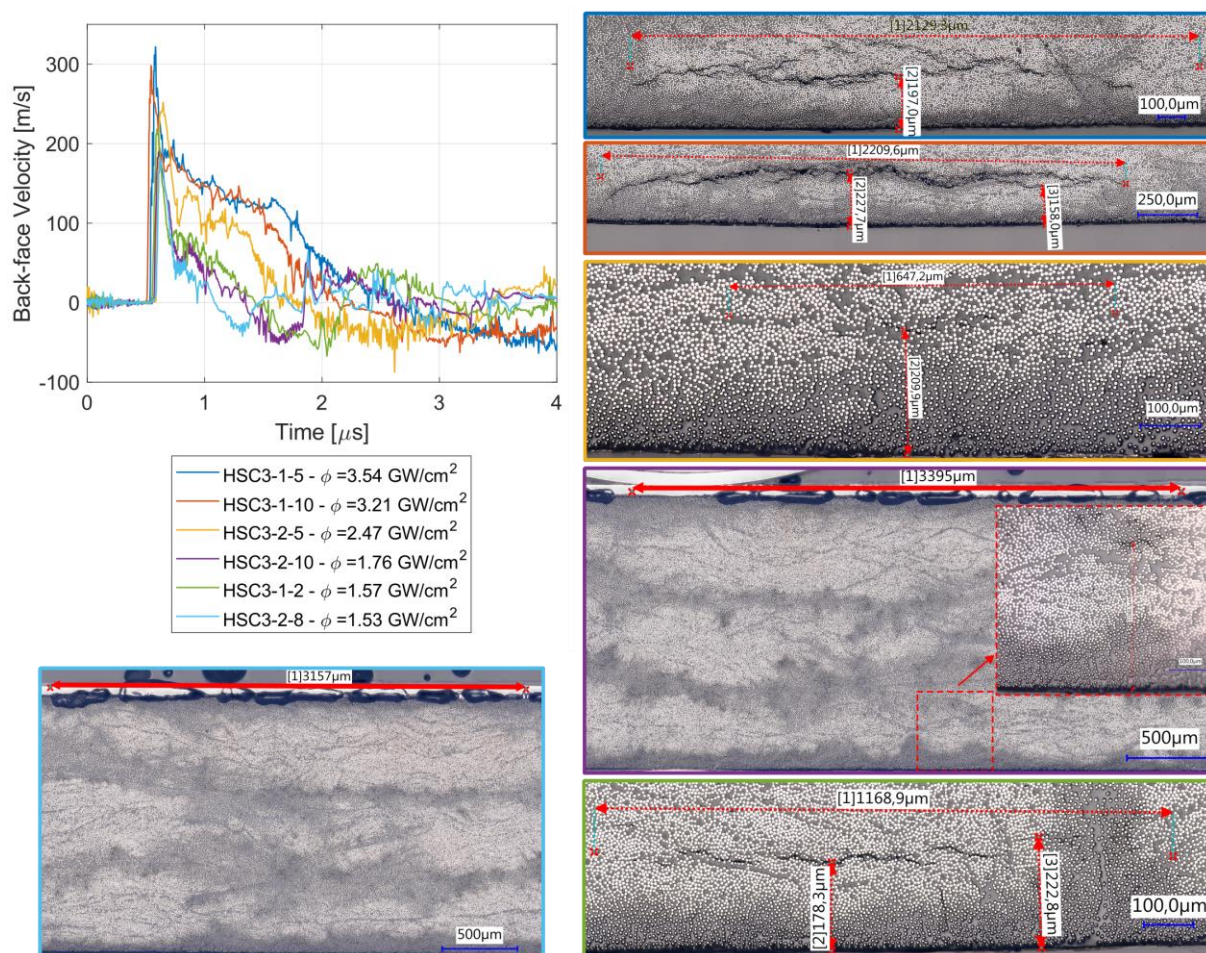 300
200
100
0
-100
Back-face Velocity [m/s]
0
1
2
3
4
Time [μs]
HSC3-1-5 - ϕ =3.54 GW/cm²
HSC3-1-10 - ϕ =3.21 GW/cm²
HSC3-2-5 - ϕ =2.47 GW/cm²
HSC3-2-10 - ϕ =1.76 GW/cm²
HSC3-1-2 - ϕ =1.57 GW/cm²
HSC3-2-8 - ϕ =1.53 GW/cm²
[1]3157µm
500µm
[1]2129,3µm
[2]197,0µm
100,0µm
[1]2209,6µm
[2]227,7µm
[3]158,0µm
250,0µm
[1]647,2µm
[2]209,9µm
100,0µm
[1]3395µm
100,0µm
500µm
[1]1168,9µm
[2]178,3µm
[3]222,8µm
100,0µm